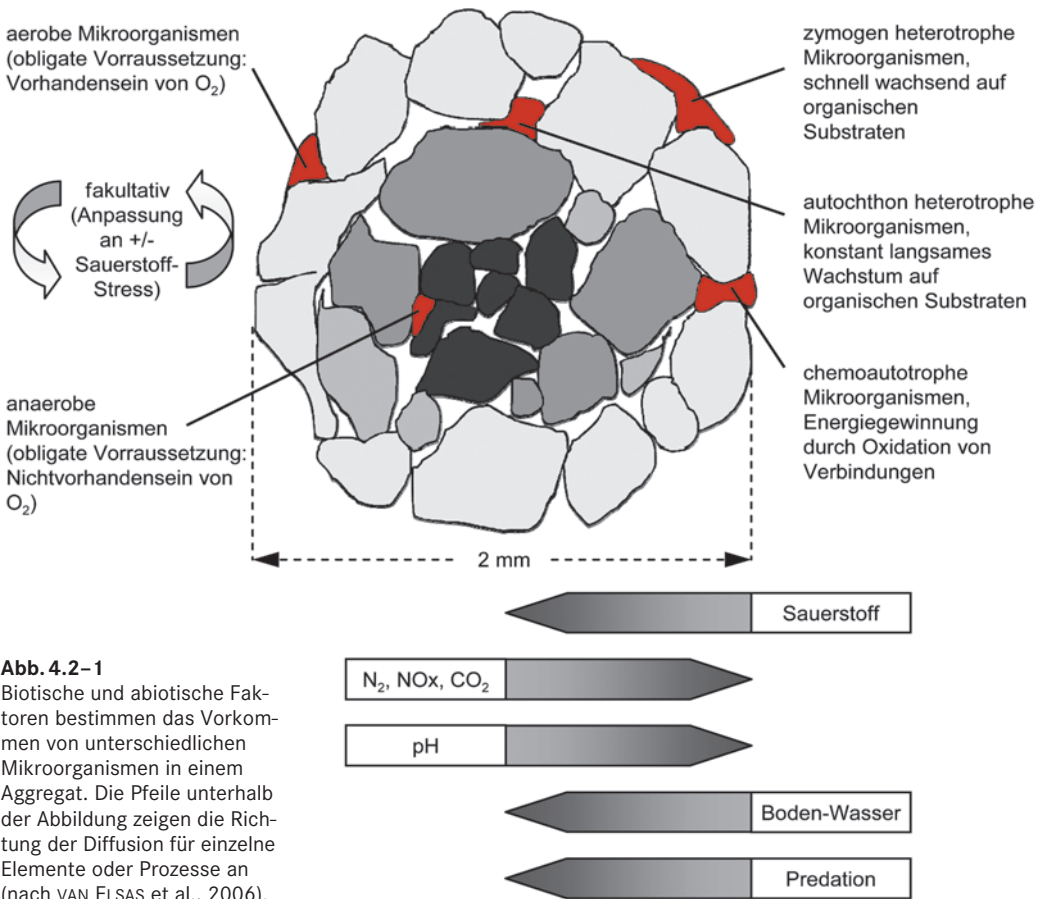 aerobe Mikroorganismen
(obligate Vorraussetzung:
Vorhandensein von O₂)
zymogen heterotrophe
Mikroorganismen,
schnell wachsend auf
organischen
Substraten
fakultativ
(Anpassung
an +/-
Sauerstoff-
Stress)
autochthon heterotrophe
Mikroorganismen,
konstant langsames
Wachstum auf
organischen Substraten
anaerobe
Mikroorganismen
(obligate Vorraussetzung:
Nichtvorhandensein von
O₂)
chemoautotrophe
Mikroorganismen,
Energiegewinnung
durch Oxidation von
Verbindungen
2 mm
Sauerstoff
N₂, NOx, CO₂
pH
Boden-Wasser
Predation
Abb. 4.2–1
Biotische und abiotische Fak-
toren bestimmen das Vorkom-
men von unterschiedlichen
Mikroorganismen in einem
Aggregat. Die Pfeile unterhalb
der Abbildung zeigen die Rich-
tung der Diffusion für einzelne
Elemente oder Prozesse an
(nach VAN ELSAS et al., 2006).